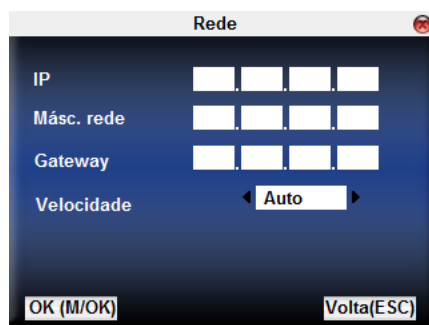 Rede
IP
Másc. rede
Gateway
Velocidade Auto
OK (M/OK) Volta(ESC)